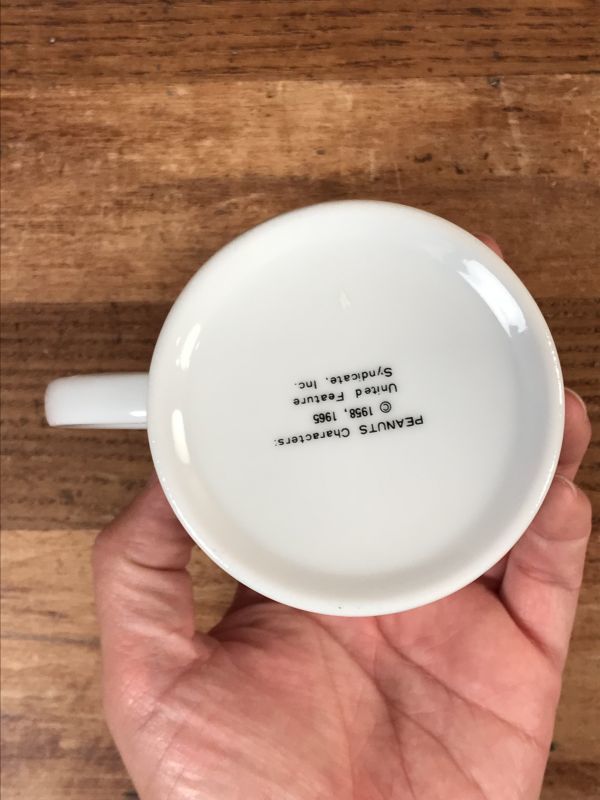 PEANUTS Characters:
© 1958, 1965
United Feature
Syndicate, Inc.